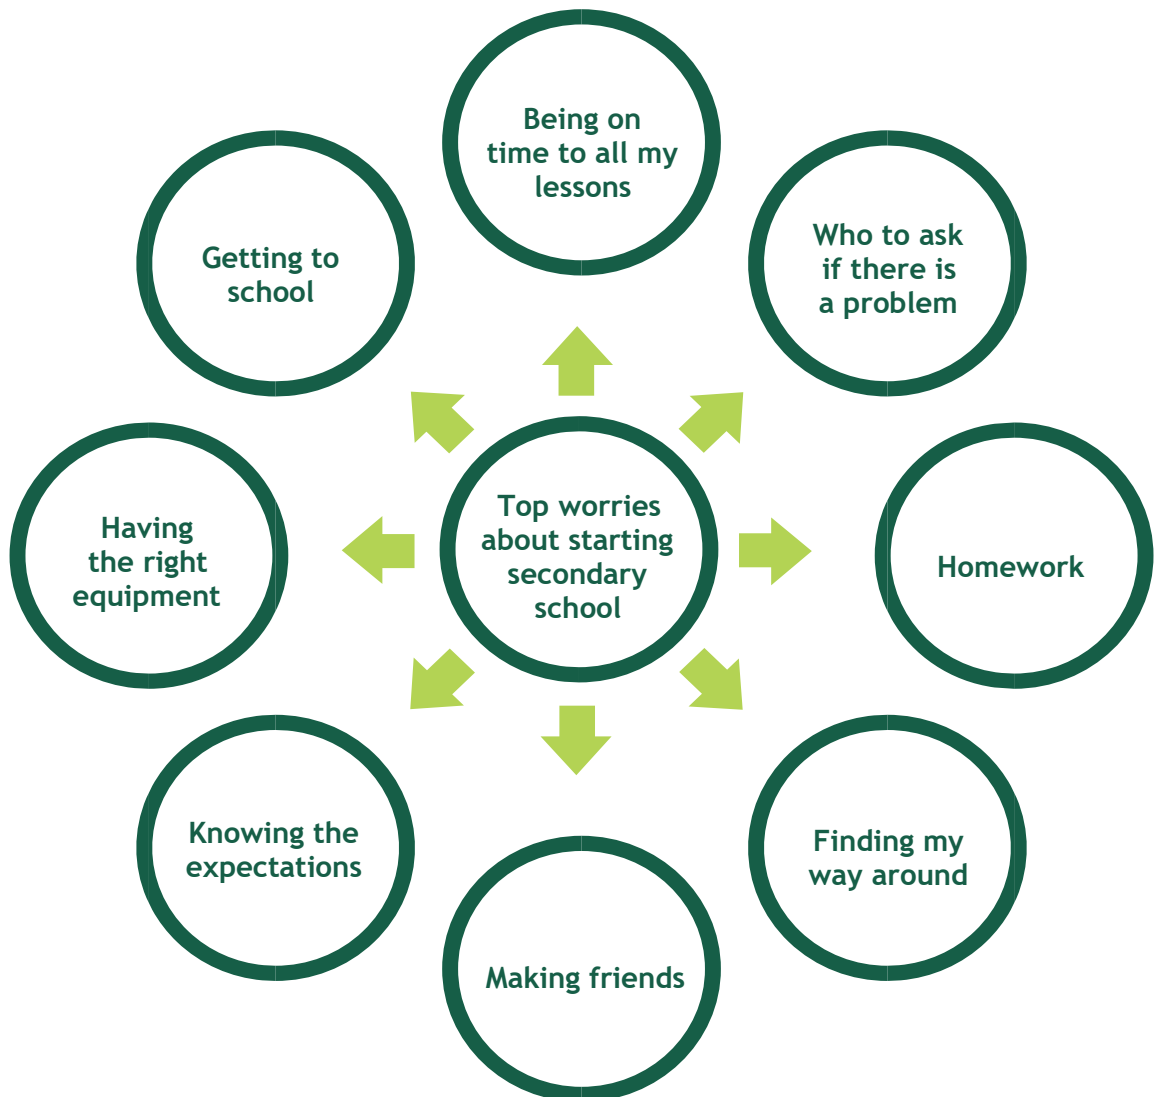 Being on
time to all my
lessons
Getting to
school
Who to ask
if there is
a problem
Having
the right
equipment
Top worries
about starting
secondary
school
Homework
Knowing the
expectations
Finding my
way around
Making friends